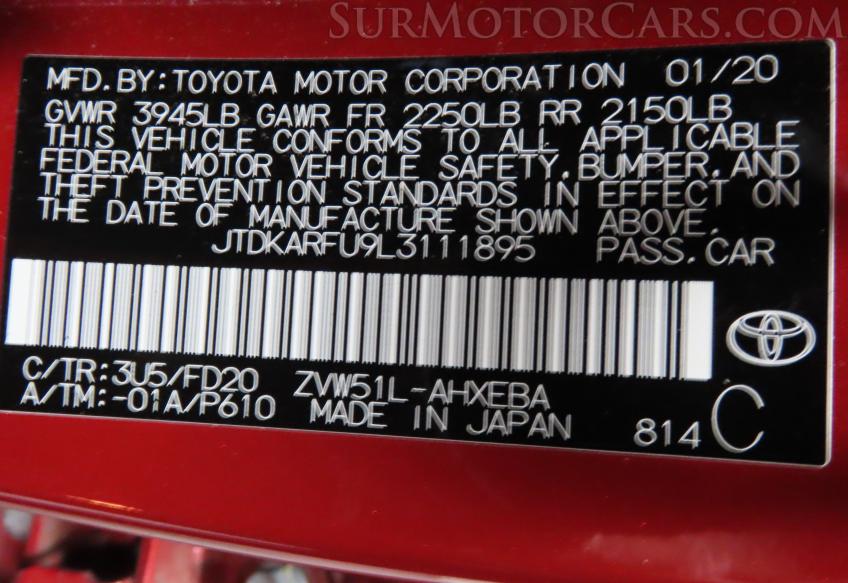 SurMotorCars.com
MFD. BY: TOYOTA MOTOR CORPORATION 01/20
GVWR 3945LB GAWR FR 2250LB RR 2150LB
THIS VEHICLE CONFORMS TO ALL APPLICABLE
FEDERAL MOTOR VEHICLE SAFETY, BUMPER, AND
THEFT PREVENTION STANDARDS IN EFFECT ON
THE DATE OF MANUFACTURE SHOWN ABOVE.
JTDKARFU9L3111895 PASS. CAR
C/TR: 3U5/FD20 ZVW51L-AHXEBA
A/TM: -01A/P610 MADE IN JAPAN 814 C